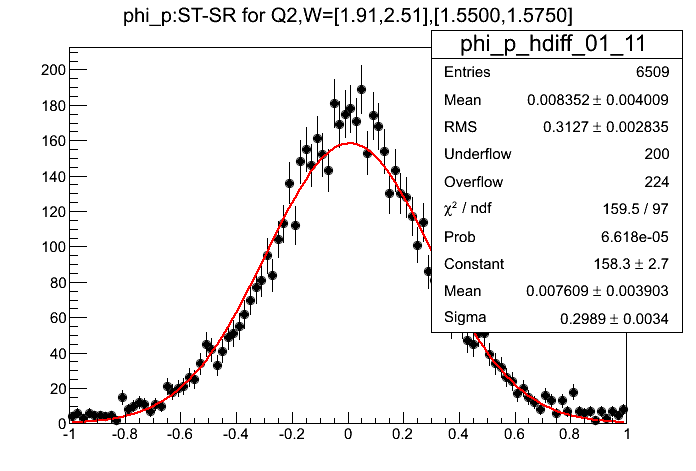 phi_p:ST-SR for Q2,W=[1.91,2.51],[1.5500,1.5750]
phi_p_hdiff_01_11
Entries 6509
Mean 0.008352 ± 0.004009
RMS 0.3127 ± 0.002835
Underflow 200
Overflow 224
χ² / ndf 159.5 / 97
Prob 6.618e-05
Constant 158.3 ± 2.7
Mean 0.007609 ± 0.003903
Sigma 0.2989 ± 0.0034
200
180
160
140
120
100
80
60
40
20
0
-1 -0.8 -0.6 -0.4 -0.2 0 0.2 0.4 0.6 0.8 1